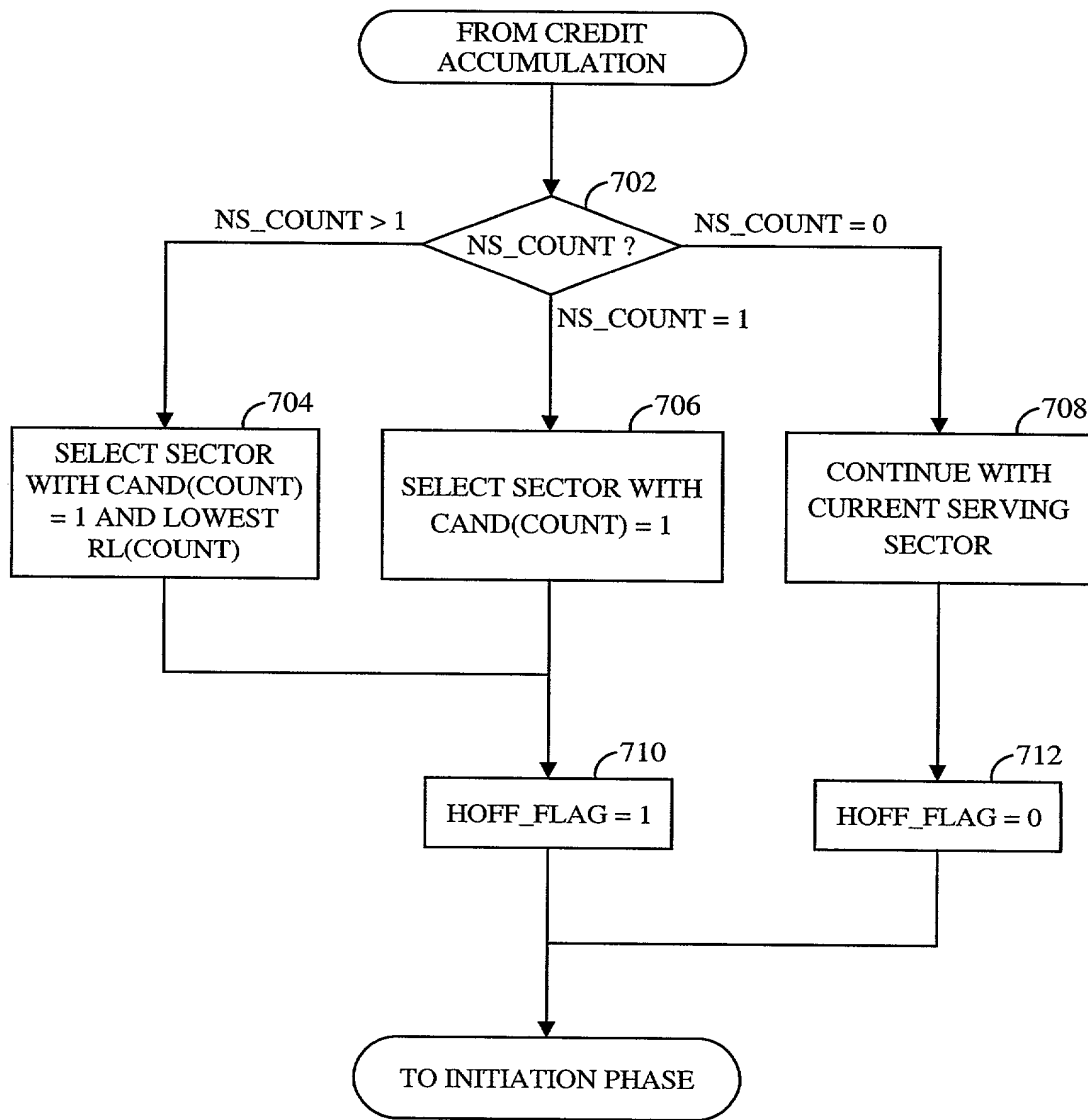 FROM CREDIT
ACCUMULATION
702
NS_COUNT > 1
NS_COUNT ?
NS_COUNT = 0
NS_COUNT = 1
704
SELECT SECTOR
WITH CAND(COUNT)
= 1 AND LOWEST
RL(COUNT)
706
SELECT SECTOR WITH
CAND(COUNT) = 1
708
CONTINUE WITH
CURRENT SERVING
SECTOR
710
HOFF_FLAG = 1
712
HOFF_FLAG = 0
TO INITIATION PHASE